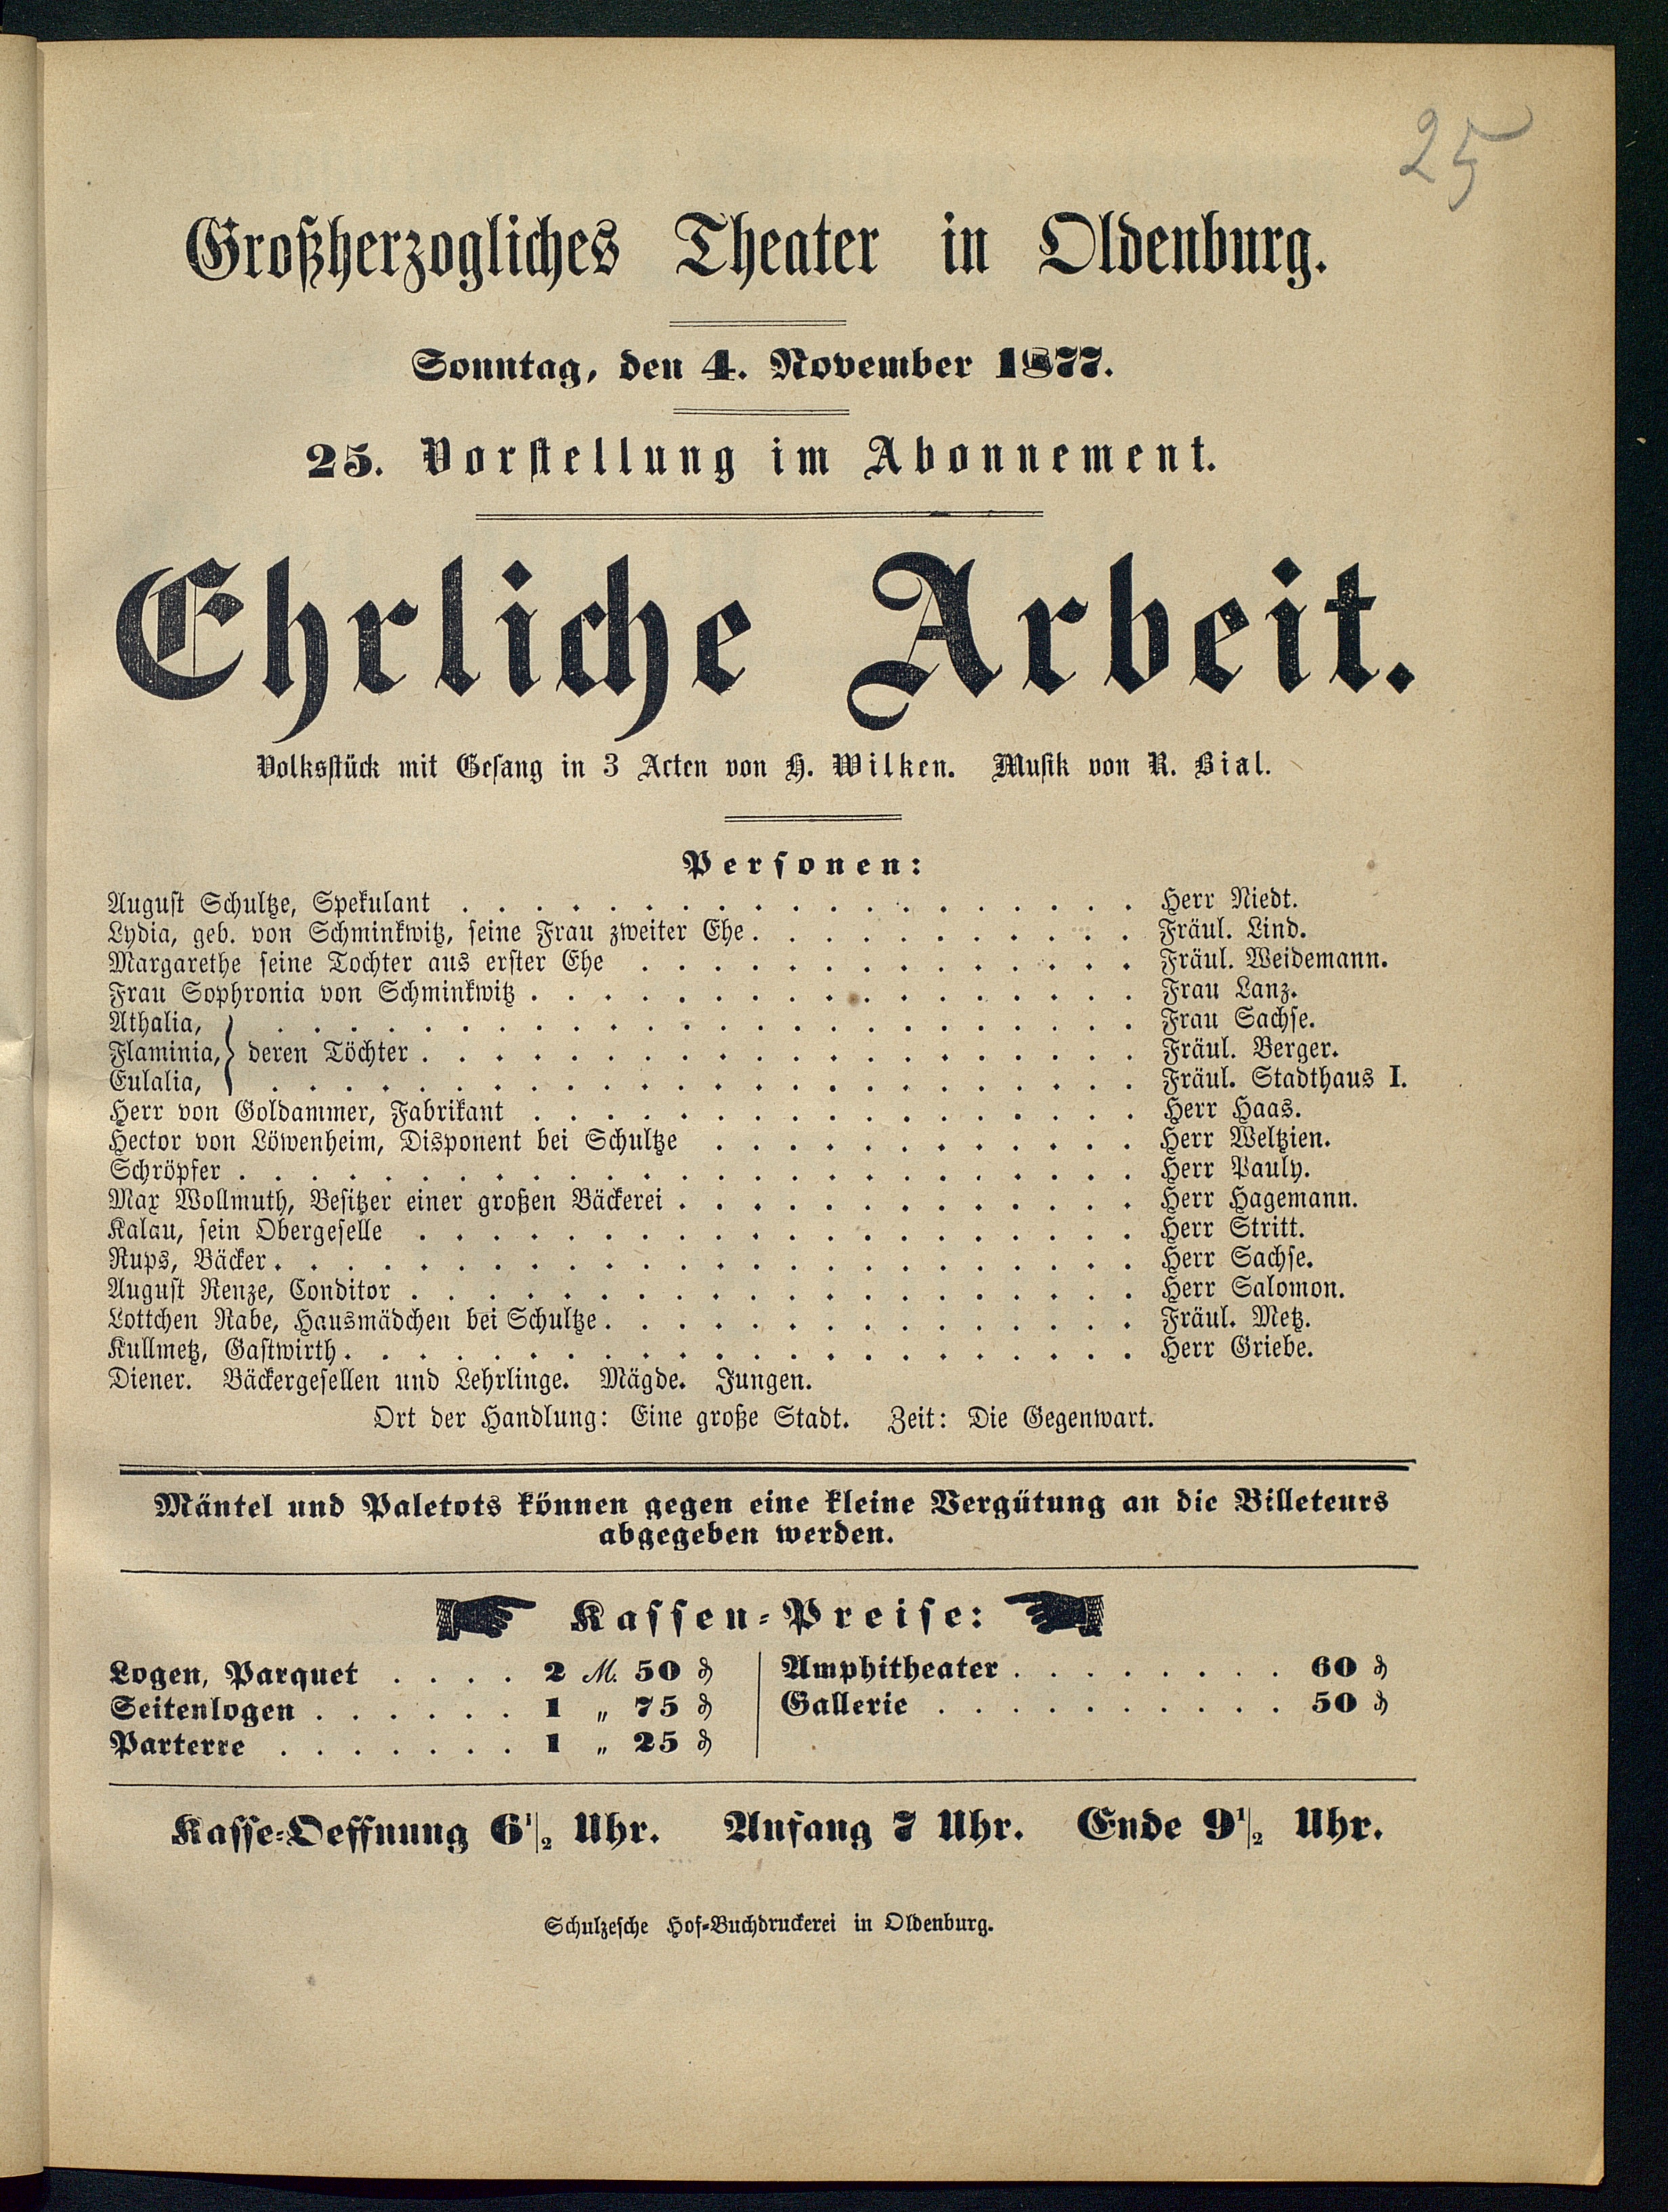 25
Großherzogliches Theater in Oldenburg.
Sonntag, den 4. November 1877.
25. Vorstellung im Abonnement.
Ehrliche Arbeit.
Volksstück mit Gesang in 3 Acten von H. Wilken. Musik von R. Bial.
Personen:
August Schultze, Spekulant . . . . . . . . . . . . . . . . . . . Herr Niedt.
Lydia, geb. von Schminkwitz, seine Frau zweiter Ehe . . . . . . . . . . . Fräul. Lind.
Margarethe seine Tochter aus erster Ehe . . . . . . . . . . . . . . Fräul. Weidemann.
Frau Sophronia von Schminkwitz . . . . . . . . . . . . . . . . . Frau Lanz.
Athalia, . . . . . . . . . . . . . . . . . . . . . . . . Frau Sachse.
Flaminia, } deren Töchter . . . . . . . . . . . . . . . . . . . . Fräul. Berger.
Eulalia, . . . . . . . . . . . . . . . . . . . . . . . . Fräul. Stadthaus I.
Herr von Goldammer, Fabrikant . . . . . . . . . . . . . . . . . Herr Haas.
Hector von Löwenheim, Disponent bei Schultze . . . . . . . . . . . . Herr Weltzien.
Schröpfer . . . . . . . . . . . . . . . . . . . . . . . . . Herr Pauly.
Max Wollmuth, Besitzer einer großen Bäckerei . . . . . . . . . . . . . Herr Hagemann.
Kalau, sein Obergeselle . . . . . . . . . . . . . . . . . . . . Herr Stritt.
Rups, Bäcker . . . . . . . . . . . . . . . . . . . . . . . . Herr Sachse.
August Renze, Conditor . . . . . . . . . . . . . . . . . . . . Herr Salomon.
Lottchen Rabe, Hausmädchen bei Schultze . . . . . . . . . . . . . . . Fräul. Metz.
Kullmetz, Gastwirth . . . . . . . . . . . . . . . . . . . . . . Herr Griebe.
Diener. Bäckergesellen und Lehrlinge. Mägde. Jungen.
Ort der Handlung: Eine große Stadt. Zeit: Die Gegenwart.
Mäntel und Paletots können gegen eine kleine Vergütung an die Billeteurs
abgegeben werden.
Kassen-Preise:
Logen, Parquet . . . . 2 M. 50 ₰
Seitenlogen . . . . . . 1 „ 75 ₰
Parterre . . . . . . . 1 „ 25 ₰
Amphitheater . . . . . . . . 60 ₰
Gallerie . . . . . . . . . . 50 ₰
Kasse-Oeffnung 6 1/2 Uhr. Anfang 7 Uhr. Ende 9 1/2 Uhr.
Schulzesche Hof-Buchdruckerei in Oldenburg.